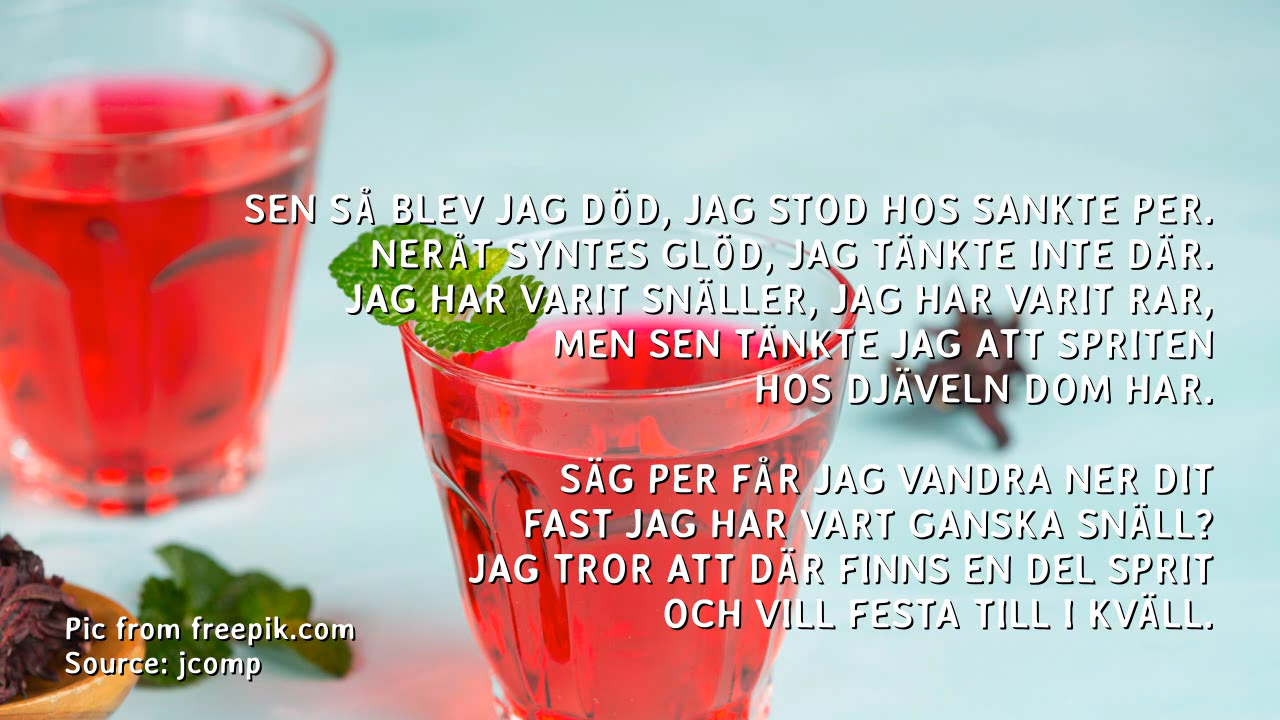 SEN SÅ BLEV JAG DÖD, JAG STOD HOS SANKTE PER.
NERÅT SYNTES GLÖD, JAG TÄNKTE INTE DÄR.
JAG HAR VARIT SNÄLLER, JAG HAR VARIT RAR,
MEN SEN TÄNKTE JAG ATT SPRITEN
HOS DJÄVELN DOM HAR.
SÄG PER FÅR JAG VANDRA NER DIT
FAST JAG HAR VART GANSKA SNÄLL?
JAG TROR ATT DÄR FINNS EN DEL SPRIT
OCH VILL FESTA TILL I KVÄLL.
Pic from freepik.com
Source: jcomp